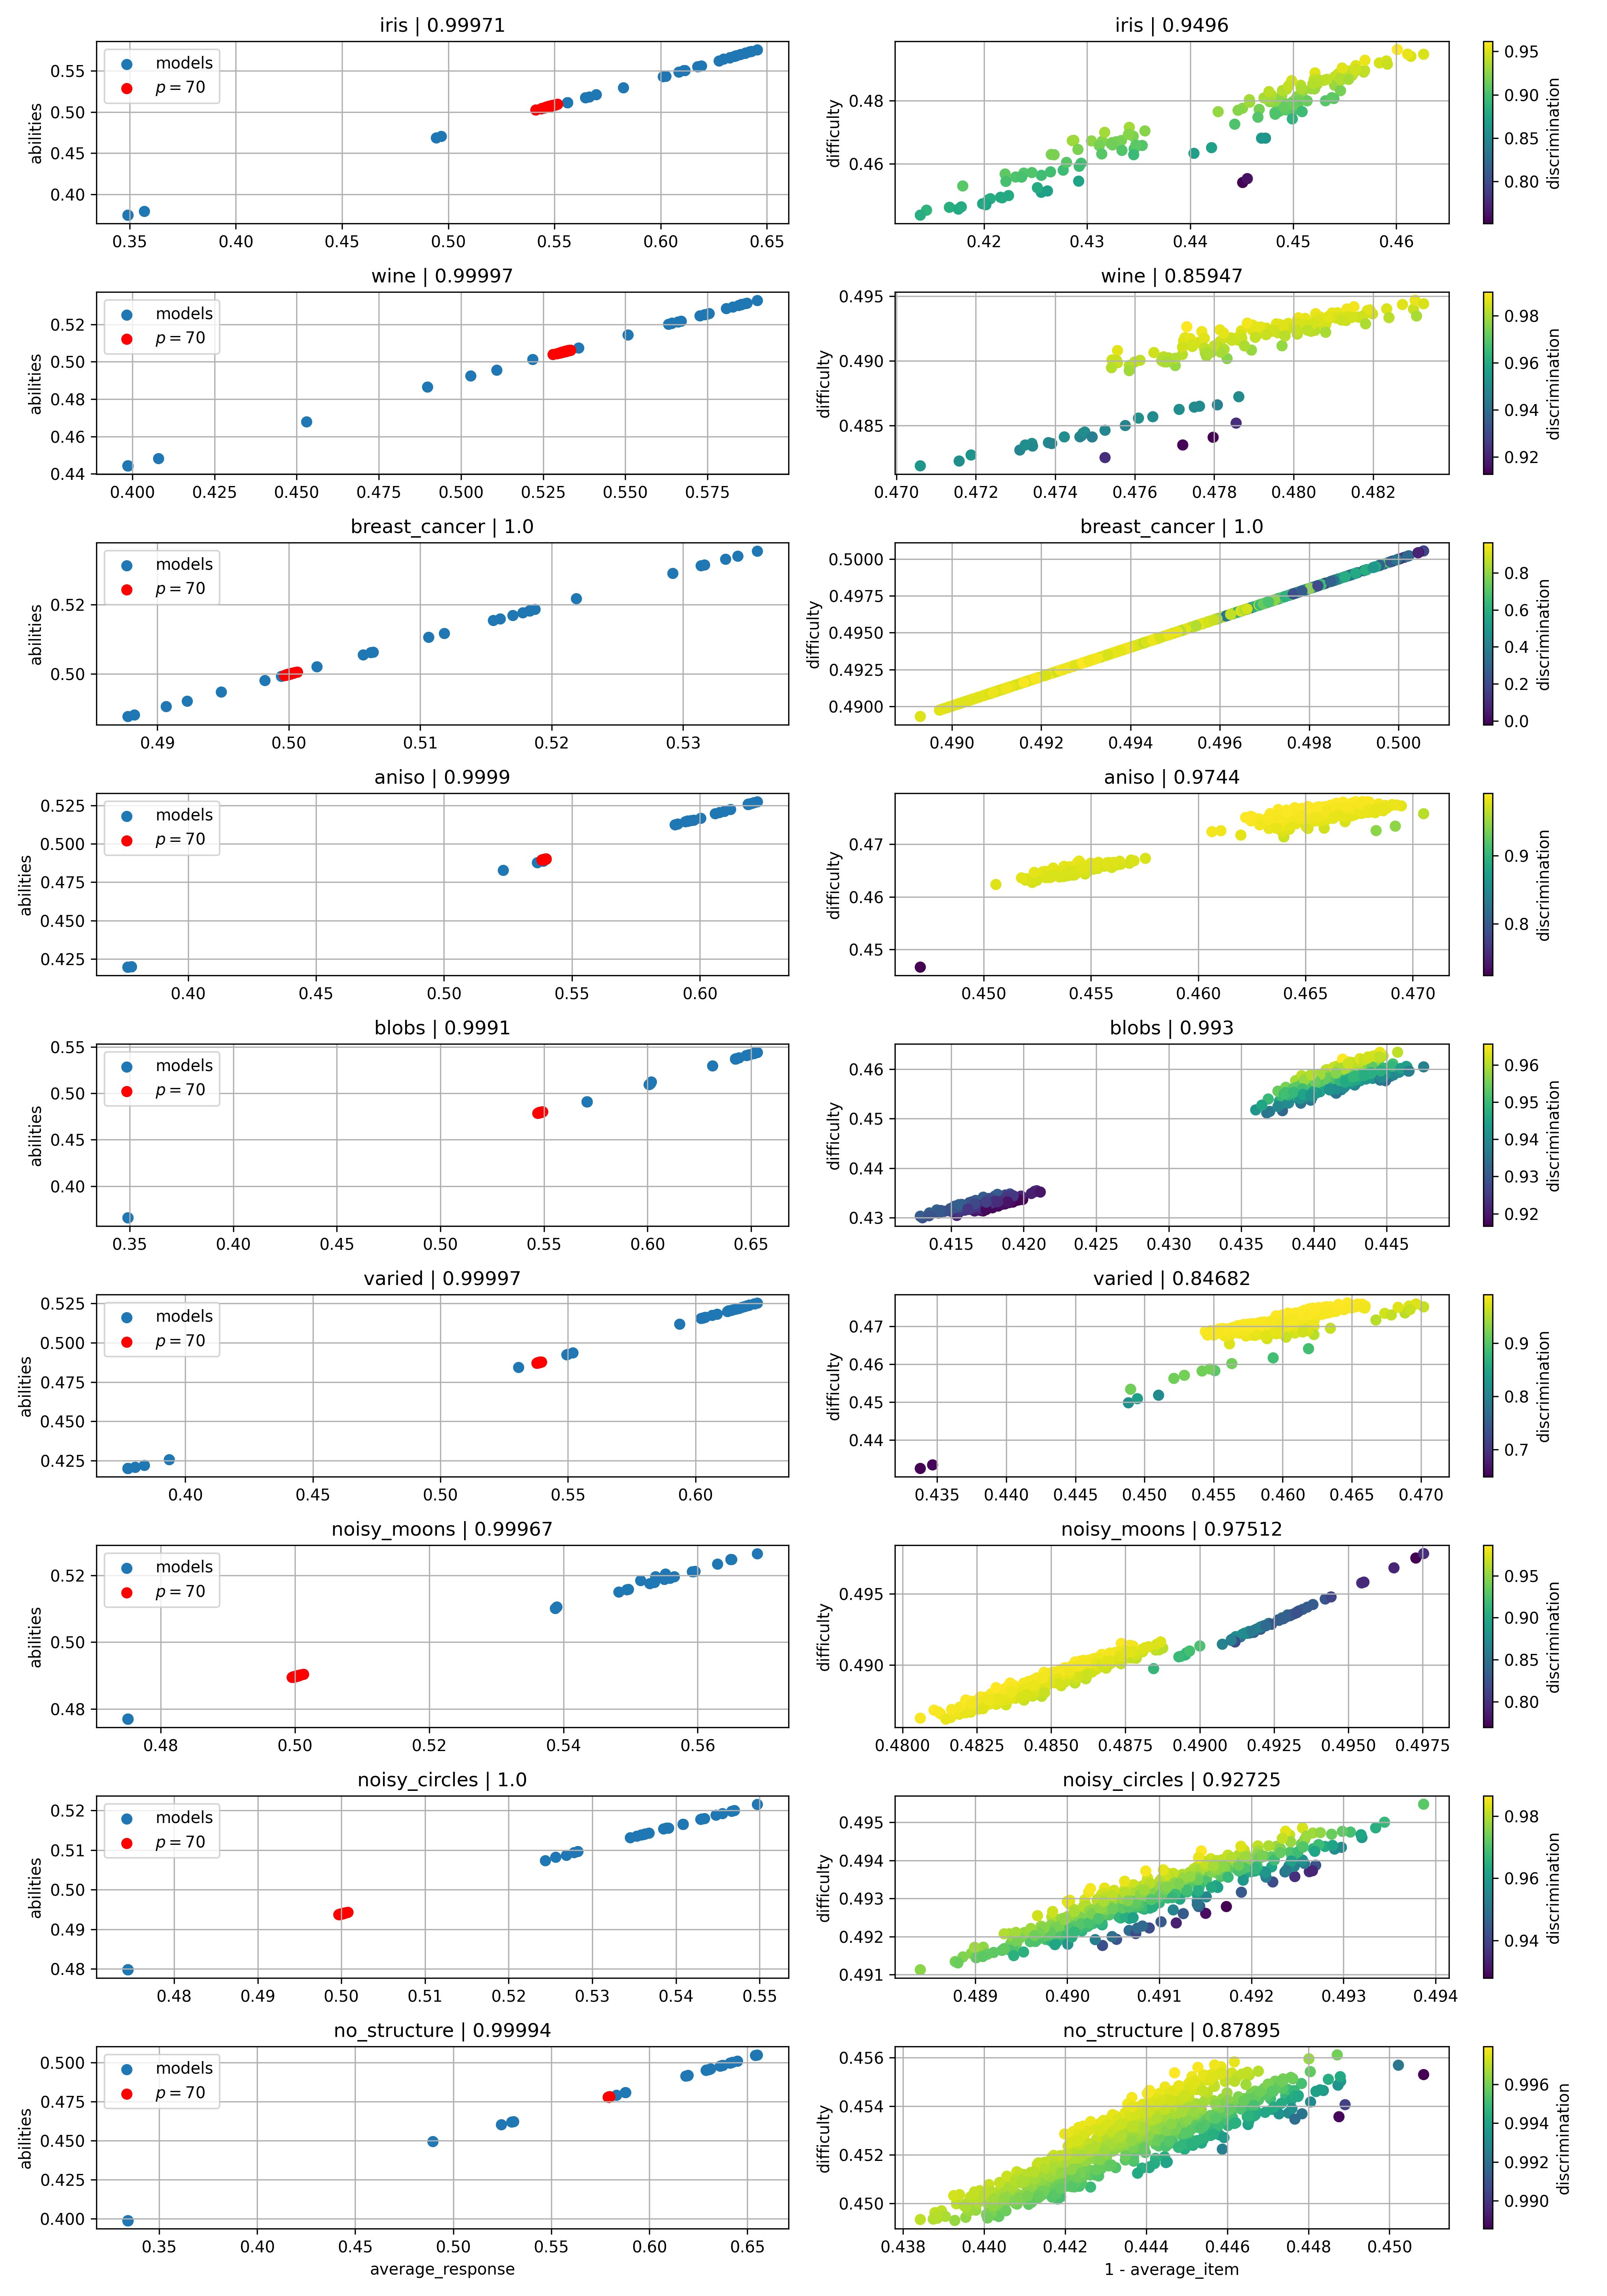 iris | 0.99971
abilities
0.55
0.50
0.45
0.40
models
p = 70
0.35 0.40 0.45 0.50 0.55 0.60 0.65
iris | 0.9496
difficulty
0.48
0.46
0.42 0.43 0.44 0.45 0.46
0.95
0.90
0.85
0.80
discrimination
wine | 0.99997
abilities
0.52
0.50
0.48
0.46
0.44
models
p = 70
0.400 0.425 0.450 0.475 0.500 0.525 0.550 0.575
wine | 0.85947
difficulty
0.495
0.490
0.485
0.470 0.472 0.474 0.476 0.478 0.480 0.482
0.98
0.96
0.94
0.92
discrimination
breast_cancer | 1.0
abilities
0.52
0.50
models
p = 70
0.49 0.50 0.51 0.52 0.53
breast_cancer | 1.0
difficulty
0.5000
0.4975
0.4950
0.4925
0.4900
0.490 0.492 0.494 0.496 0.498 0.500
0.8
0.6
0.4
0.2
0.0
discrimination
aniso | 0.9999
abilities
0.525
0.500
0.475
0.450
0.425
models
p = 70
0.40 0.45 0.50 0.55 0.60
aniso | 0.9744
difficulty
0.47
0.46
0.45
0.450 0.455 0.460 0.465 0.470
0.9
0.8
discrimination
blobs | 0.9991
abilities
0.55
0.50
0.45
0.40
models
p = 70
0.35 0.40 0.45 0.50 0.55 0.60 0.65
blobs | 0.993
difficulty
0.46
0.45
0.44
0.43
0.415 0.420 0.425 0.430 0.435 0.440 0.445
0.96
0.95
0.94
0.93
0.92
discrimination
varied | 0.99997
abilities
0.525
0.500
0.475
0.450
0.425
models
p = 70
0.40 0.45 0.50 0.55 0.60
varied | 0.84682
difficulty
0.47
0.46
0.45
0.44
0.435 0.440 0.445 0.450 0.455 0.460 0.465 0.470
0.9
0.8
0.7
discrimination
noisy_moons | 0.99967
abilities
0.52
0.50
0.48
models
p = 70
0.48 0.50 0.52 0.54 0.56
noisy_moons | 0.97512
difficulty
0.495
0.490
0.4800 0.4825 0.4850 0.4875 0.4900 0.4925 0.4950 0.4975
0.95
0.90
0.85
0.80
discrimination
noisy_circles | 1.0
abilities
0.52
0.51
0.50
0.49
0.48
models
p = 70
0.48 0.49 0.50 0.51 0.52 0.53 0.54 0.55
noisy_circles | 0.92725
difficulty
0.495
0.494
0.493
0.492
0.491
0.489 0.490 0.491 0.492 0.493 0.494
0.98
0.96
0.94
discrimination
no_structure | 0.99994
abilities
0.500
0.475
0.450
0.425
0.400
models
p = 70
0.35 0.40 0.45 0.50 0.55 0.60 0.65
average_response
no_structure | 0.87895
difficulty
0.456
0.454
0.452
0.450
0.438 0.440 0.442 0.444 0.446 0.448 0.450
1 - average_item
0.996
0.994
0.992
0.990
discrimination